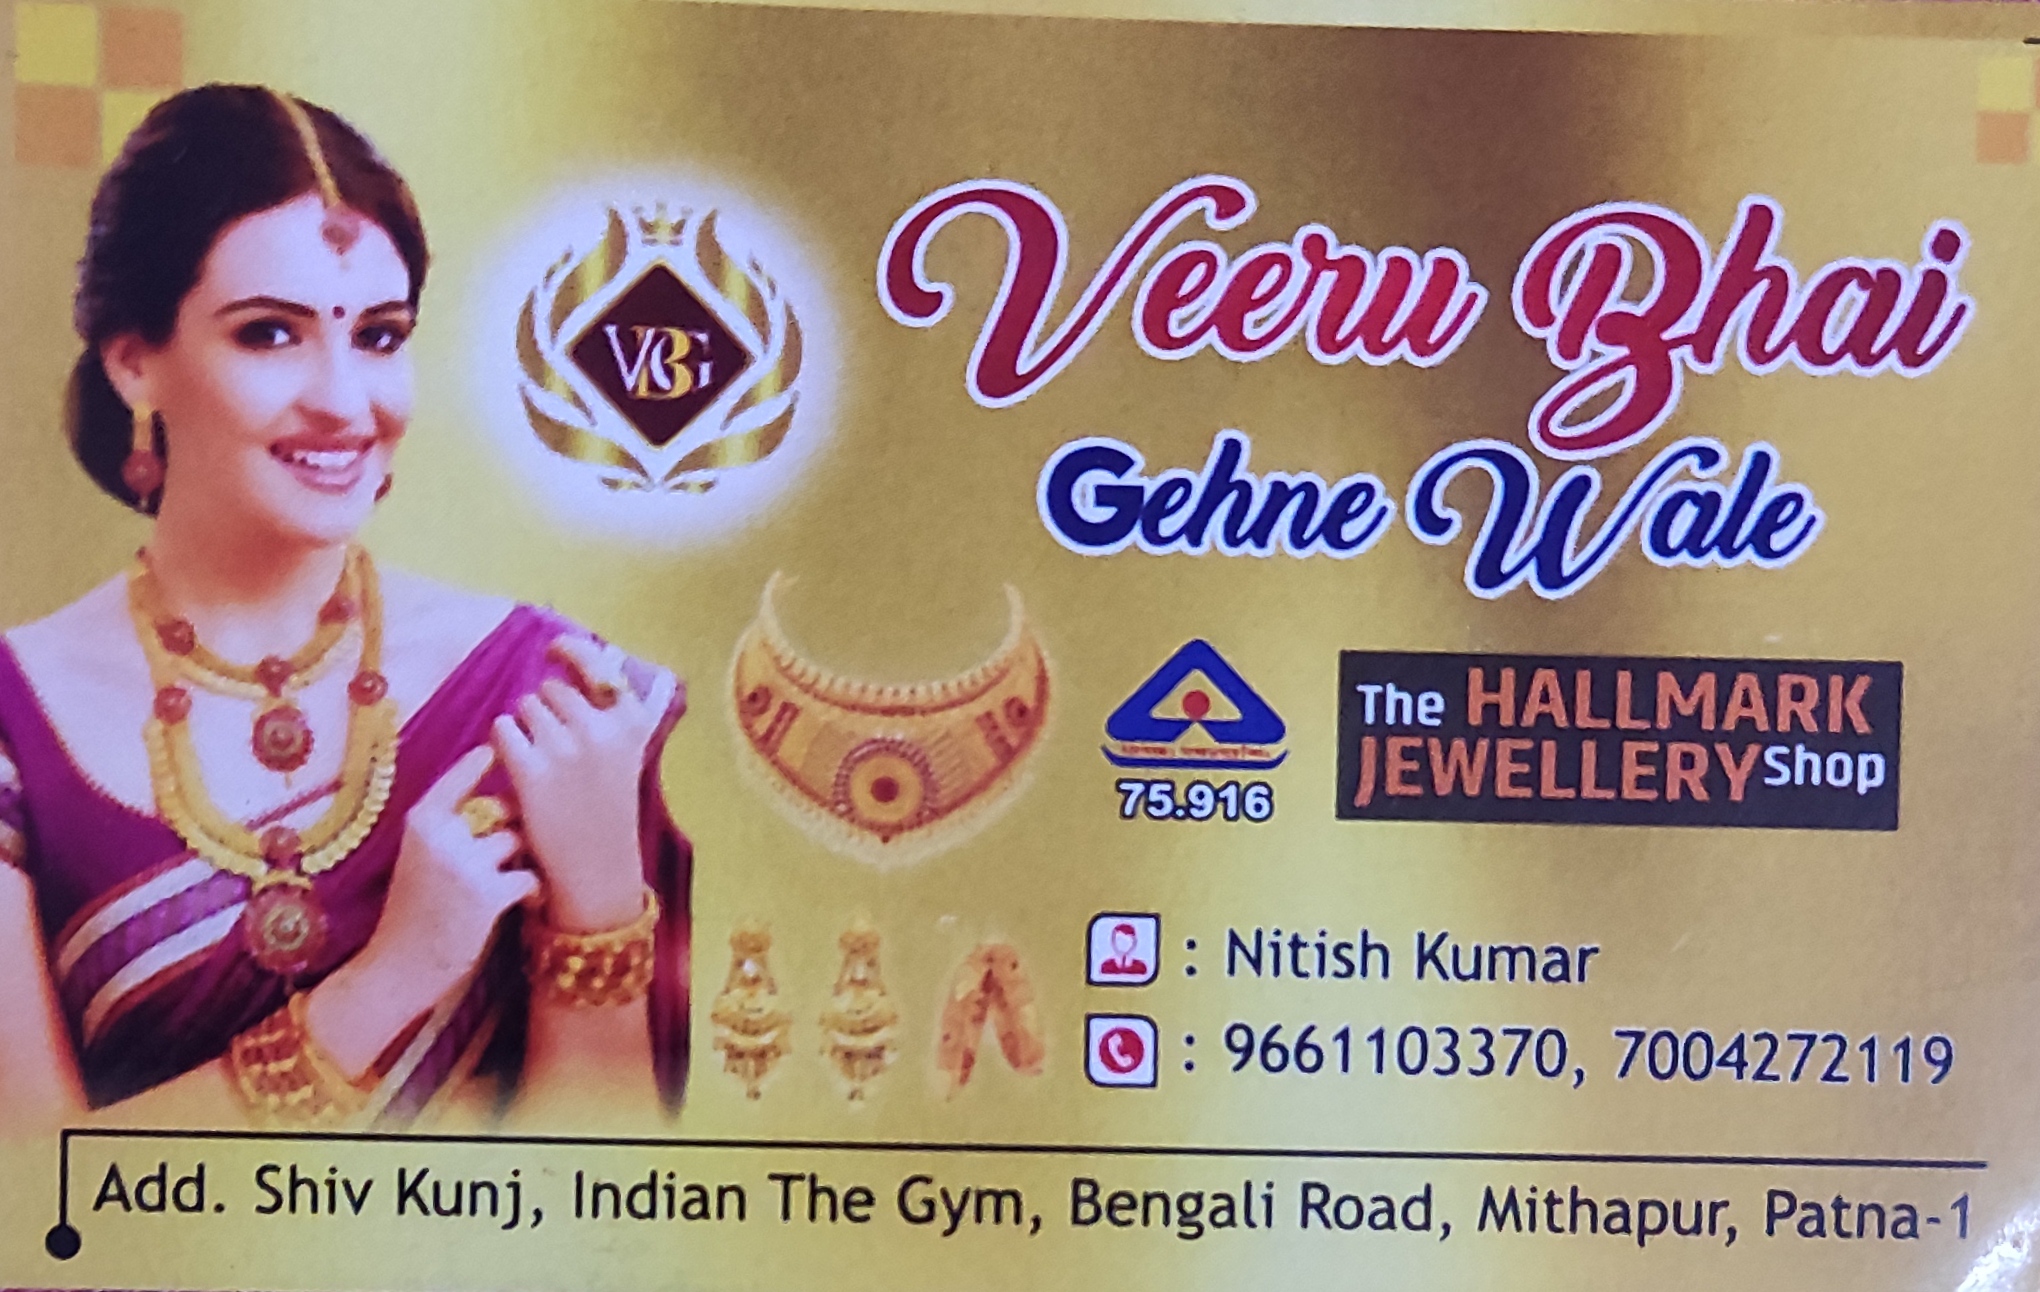 VBG
Veeru Bhai
Gehne Wale
75.916
The HALLMARK
JEWELLERY Shop
: Nitish Kumar
: 9661103370, 7004272119
Add. Shiv Kunj, Indian The Gym, Bengali Road, Mithapur, Patna-1